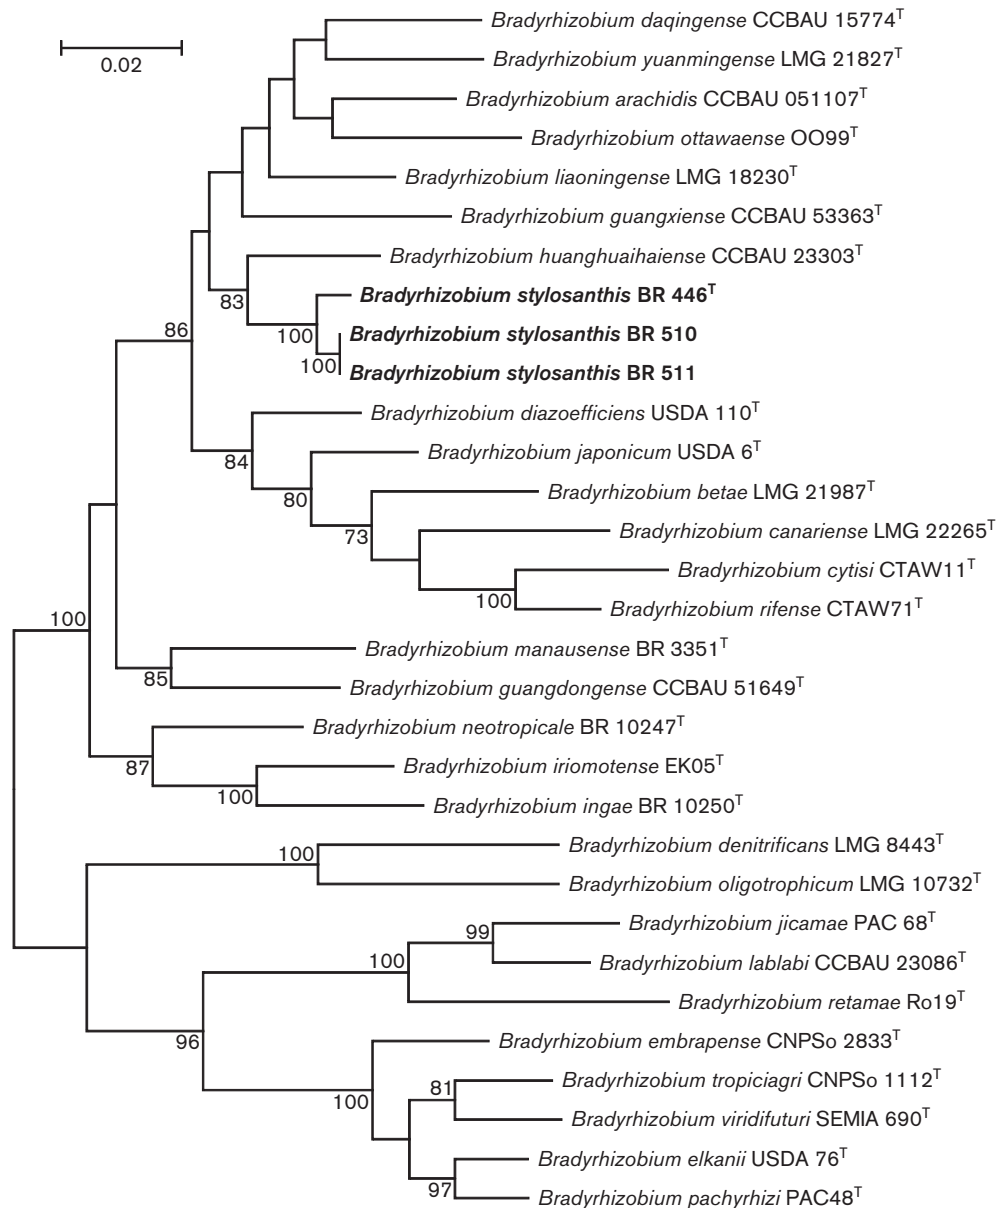 Bradyrhizobium daqingense CCBAU 15774T
0.02
Bradyrhizobium yuanmingense LMG 21827T
Bradyrhizobium arachidis CCBAU 051107T
Bradyrhizobium ottawaense OO99T
Bradyrhizobium liaoningense LMG 18230T
Bradyrhizobium guangxiense CCBAU 53363T
Bradyrhizobium huanghuaihaiense CCBAU 23303T
83
Bradyrhizobium stylosanthis BR 446T
86
100
Bradyrhizobium stylosanthis BR 510
100
Bradyrhizobium stylosanthis BR 511
Bradyrhizobium diazoefficiens USDA 110T
84
Bradyrhizobium japonicum USDA 6T
80
Bradyrhizobium betae LMG 21987T
73
Bradyrhizobium canariense LMG 22265T
Bradyrhizobium cytisi CTAW11T
100
Bradyrhizobium rifense CTAW71T
100
Bradyrhizobium manausense BR 3351T
85
Bradyrhizobium guangdongense CCBAU 51649T
Bradyrhizobium neotropicale BR 10247T
87
Bradyrhizobium iriomotense EK05T
100
Bradyrhizobium ingae BR 10250T
100
Bradyrhizobium denitrificans LMG 8443T
Bradyrhizobium oligotrophicum LMG 10732T
Bradyrhizobium jicamae PAC 68T
99
100
Bradyrhizobium lablabi CCBAU 23086T
Bradyrhizobium retamae Ro19T
96
Bradyrhizobium embrapense CNPSo 2833T
100
81
Bradyrhizobium tropiciagri CNPSo 1112T
Bradyrhizobium viridifuturi SEMIA 690T
Bradyrhizobium elkanii USDA 76T
97
Bradyrhizobium pachyrhizi PAC48T